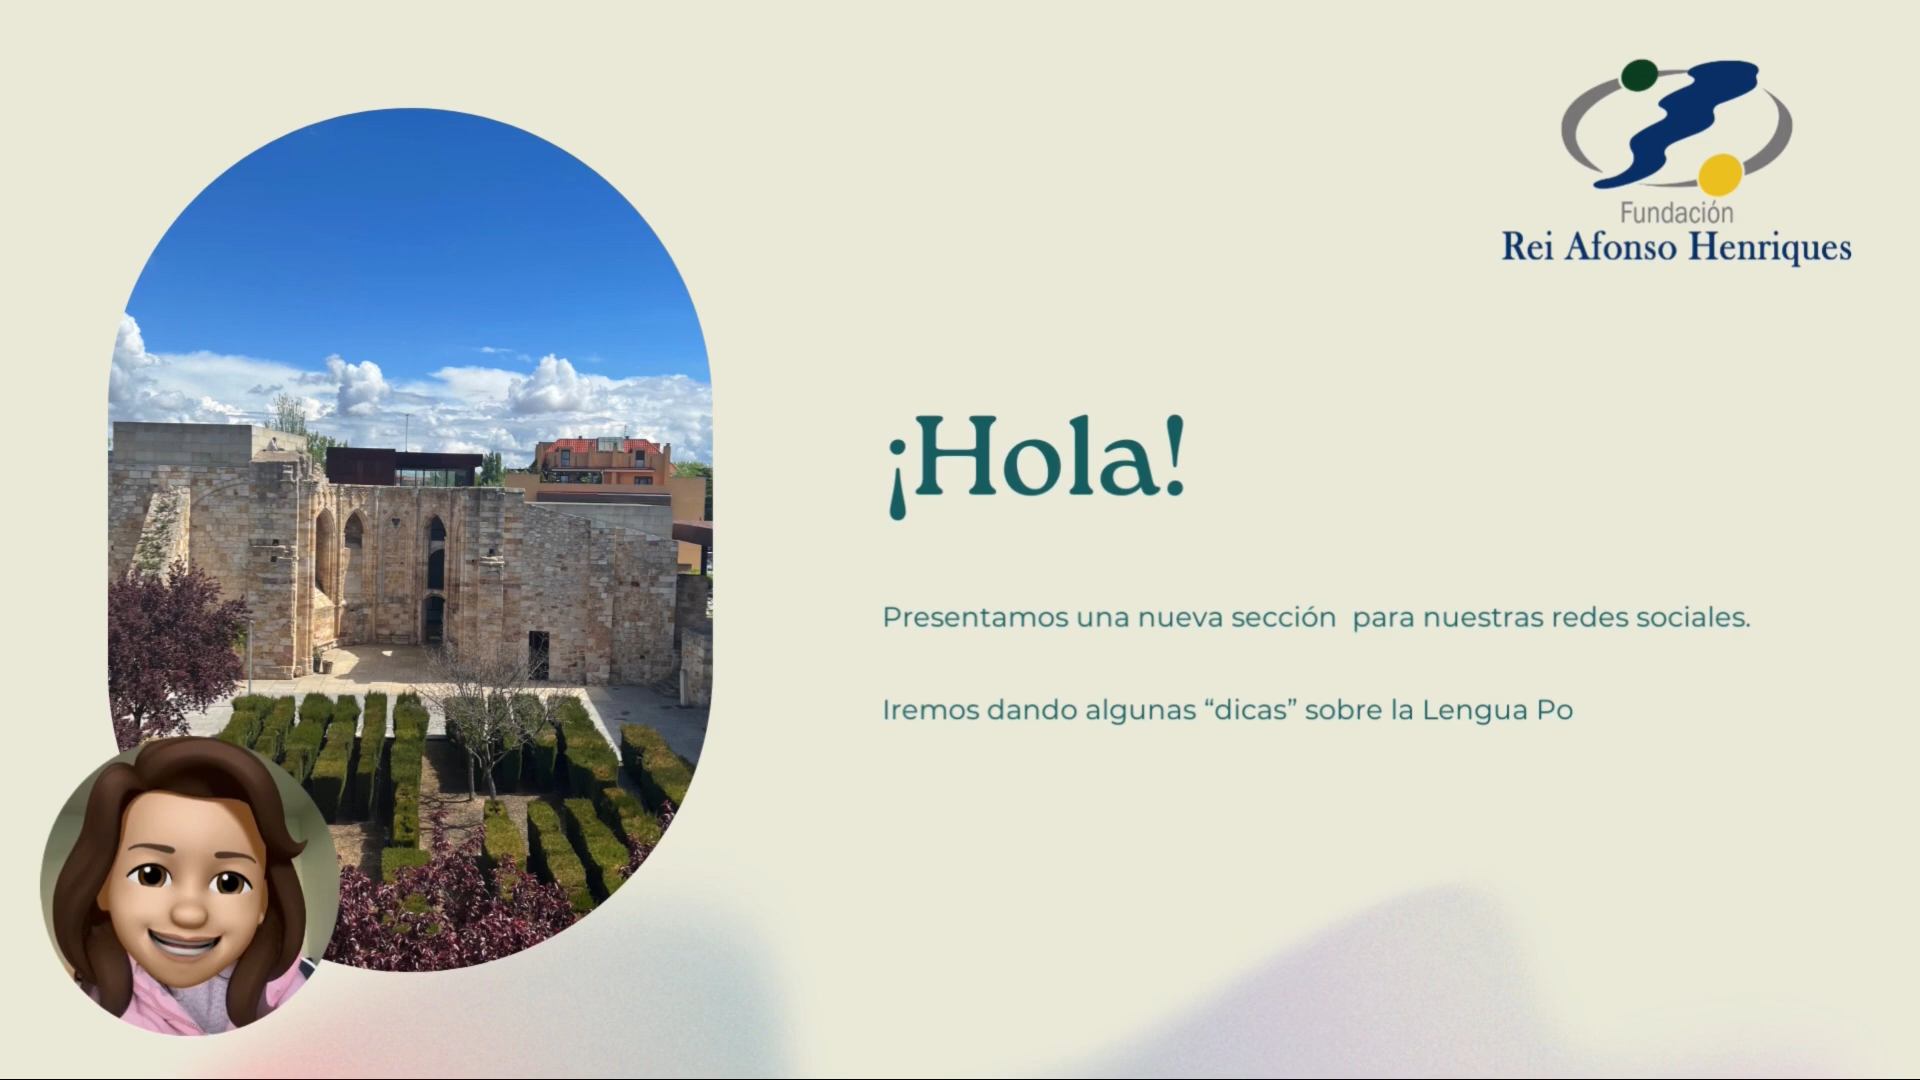 Fundación
Rei Afonso Henriques
¡Hola!
Presentamos una nueva sección  para nuestras redes sociales.
Iremos dando algunas “dicas” sobre la Lengua Po